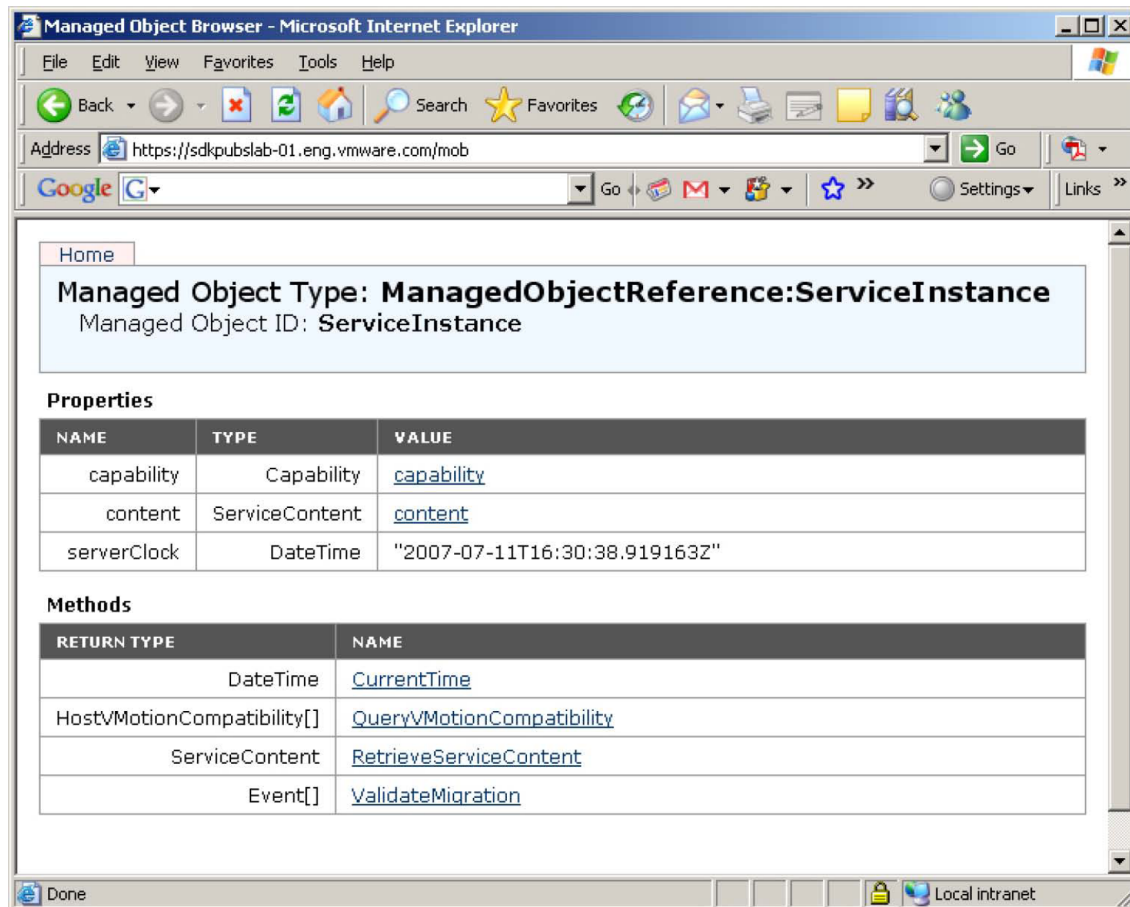 Managed Object Browser - Microsoft Internet Explorer
File Edit View Favorites Tools Help
Back Search Favorites
Address https://sdkpubslab-01.eng.vmware.com/mob Go
Google G Go Settings Links »
Home
Managed Object Type: ManagedObjectReference:ServiceInstance
Managed Object ID: ServiceInstance
Properties
NAME TYPE VALUE
capability Capability capability
content ServiceContent content
serverClock DateTime "2007-07-11T16:30:38.919163Z"
Methods
RETURN TYPE NAME
DateTime CurrentTime
HostVMotionCompatibility[] QueryVMotionCompatibility
ServiceContent RetrieveServiceContent
Event[] ValidateMigration
Done Local intranet